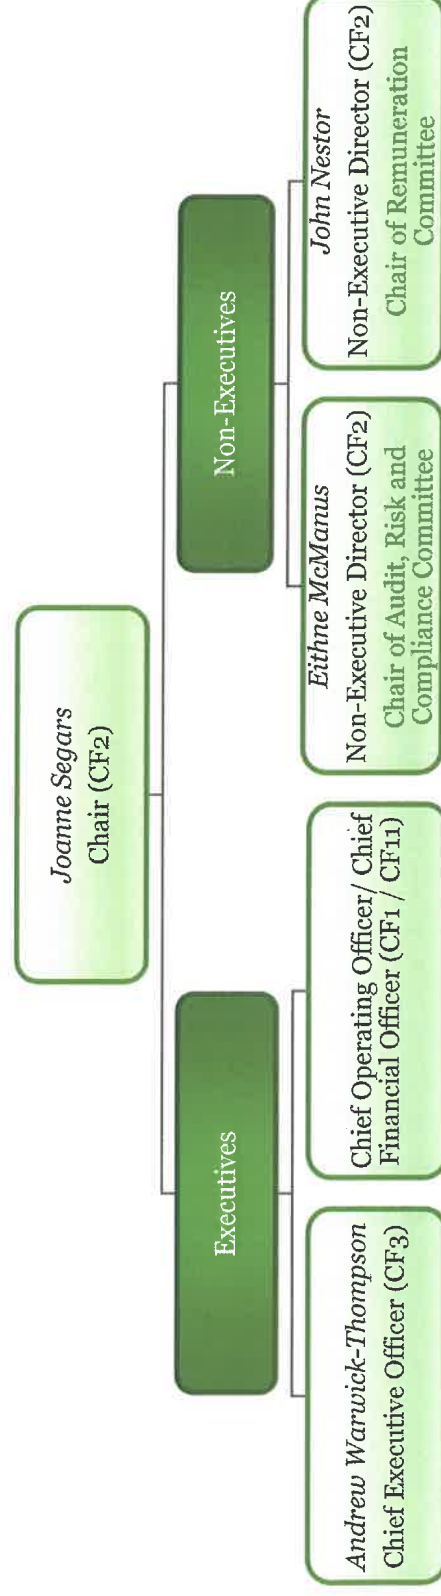 Joanne Segars
Chair (CF2)
Executives
Non-Executives
Andrew Warwick-Thompson
Chief Executive Officer (CF3)
Chief Operating Officer/ Chief
Financial Officer (CF1 / CF11)
Eithne McManus
Non-Executive Director (CF2)
Chair of Audit, Risk and
Compliance Committee
John Nestor
Non-Executive Director (CF2)
Chair of Remuneration
Committee